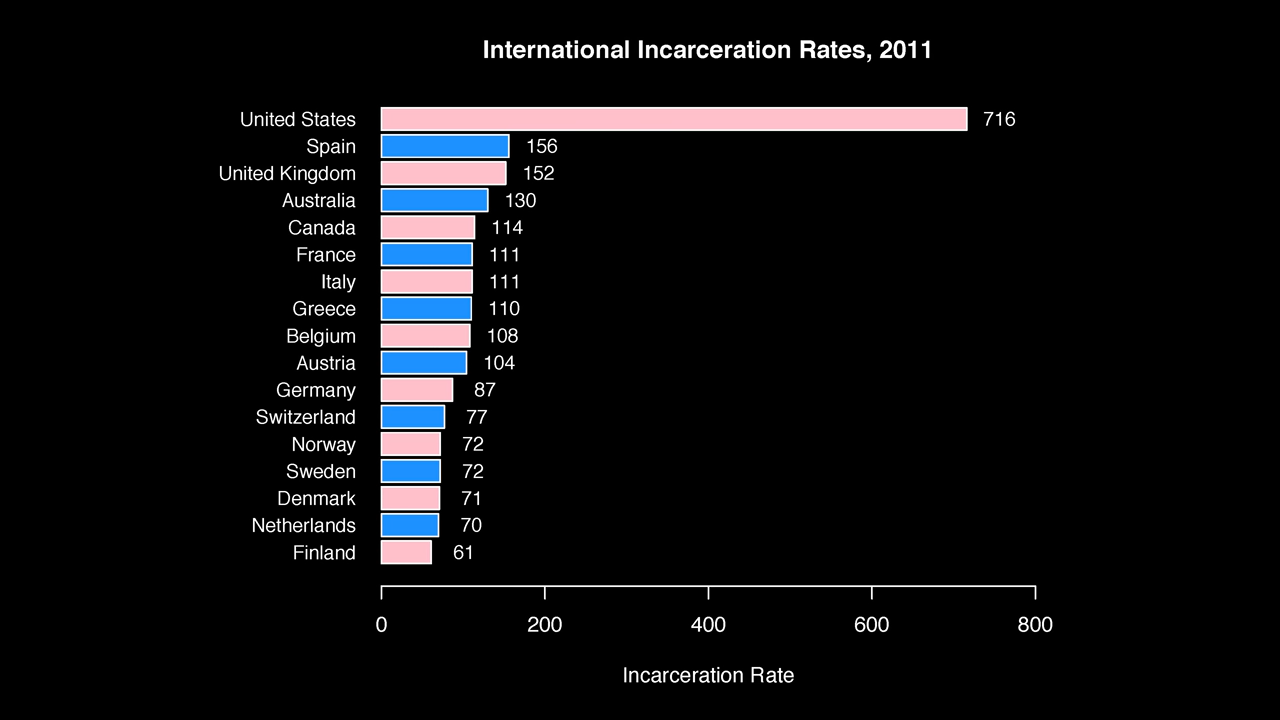 International Incarceration Rates, 2011
United States 716
Spain 156
United Kingdom 152
Australia 130
Canada 114
France 111
Italy 111
Greece 110
Belgium 108
Austria 104
Germany 87
Switzerland 77
Norway 72
Sweden 72
Denmark 71
Netherlands 70
Finland 61
0 200 400 600 800
Incarceration Rate